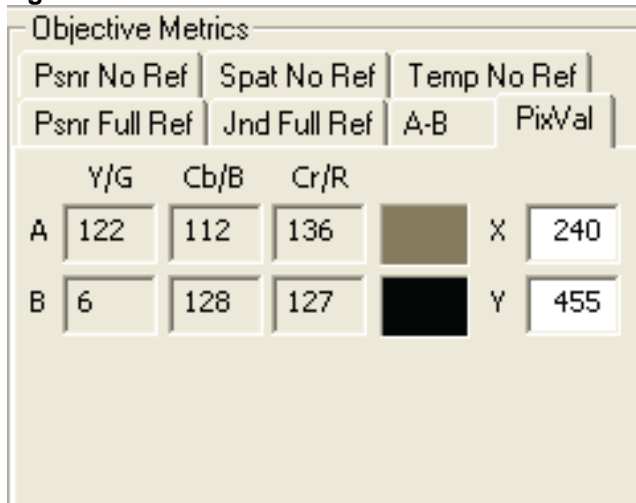 Objective Metrics
Psnr No Ref Spat No Ref Temp No Ref
Psnr Full Ref Jnd Full Ref A-B PixVal
Y/G Cb/B Cr/R
A 122 112 136 X 240
B 6 128 127 Y 455